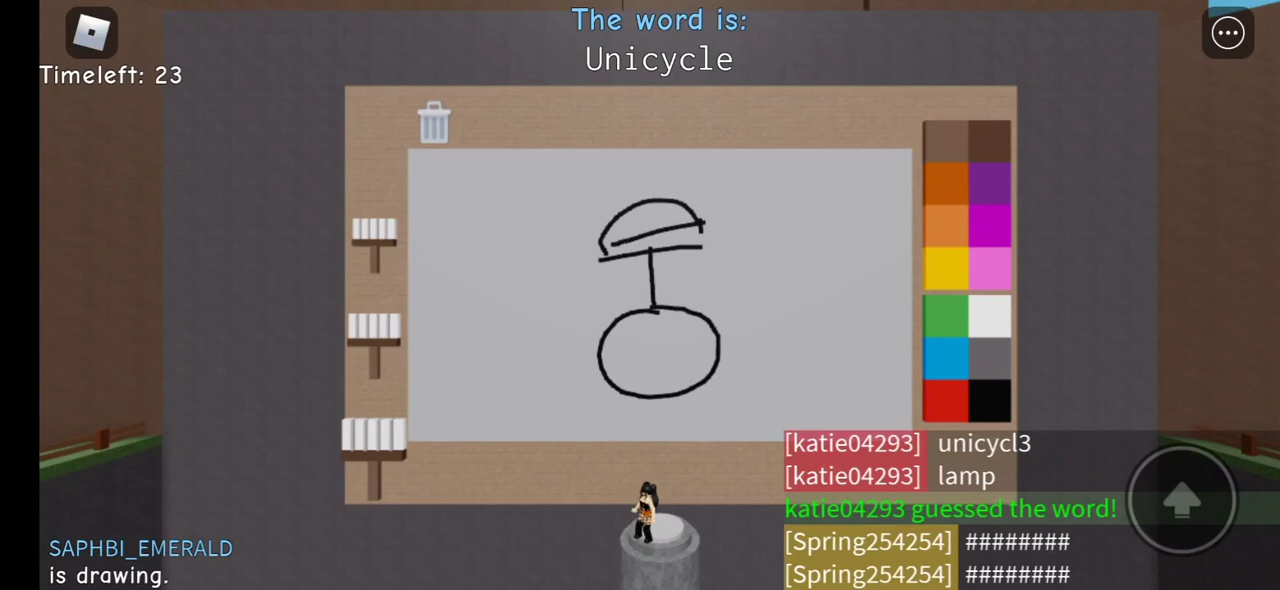 The word is:
Unicycle
Timeleft: 23
[katie04293] unicycl3
[katie04293] lamp
katie04293 guessed the word!
[Spring254254] ########
[Spring254254] ########
SAPHBI_EMERALD
is drawing.